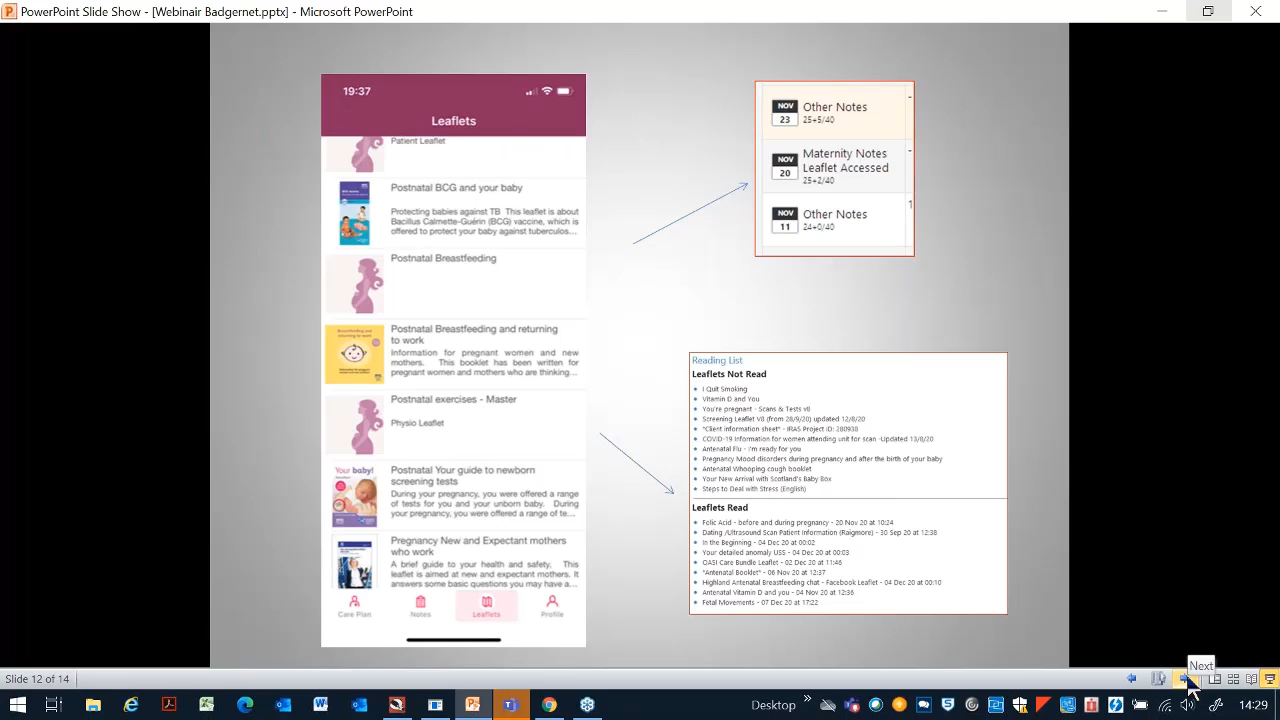 PowerPoint Slide Show - [Webinair Badgernet.pptx] - Microsoft PowerPoint
19:37
Leaflets
Patient Leaflet
Postnatal BCG and your baby
Protecting babies against TB This leaflet is about
Bacillus Calmette-Guérin (BCG) vaccine, which is
offered to protect your baby against tuberculos...
Postnatal Breastfeeding
Breastfeeding and
returning to work
Postnatal Breastfeeding and returning
to work
Information for pregnant women and new
mothers. This booklet has been written for
pregnant women and mothers who are thinking...
Postnatal exercises - Master
Physio Leaflet
Your baby!
Postnatal Your guide to newborn
screening tests
During your pregnancy, you were offered a range
of tests for you and your unborn baby. During
your pregnancy, you were offered a range of te...
Pregnancy New and Expectant mothers
who work
A brief guide to your health and safety. This
leaflet is aimed at new and expectant mothers. It
answers some basic questions you may have a...
Care Plan
Notes
Leaflets
Profile
NOV
23
Other Notes
25+5/40
NOV
20
Maternity Notes
Leaflet Accessed
25+2/40
NOV
11
Other Notes
24+0/40
1
Reading List
Leaflets Not Read
I Quit Smoking
Vitamin D and You
You're pregnant - Scans & Tests v8
Screening Leaflet V8 (from 28/9/20) updated 12/8/20
"Client information sheet" - IRAS Project iD: 280938
COVID-19 Information for women attending unit for scan -Updated 13/8/20
Antenatal Flu - I'm ready for you
Pregnancy Mood disorders during pregnancy and after the birth of your baby
Antenatal Whooping cough booklet
Your New Arrival with Scotland's Baby Box
Steps to Deal with Stress (English)
Leaflets Read
Folic Acid - before and during pregnancy - 20 Nov 20 at 10:24
Dating /Ultrasound Scan Patient Information (Raigmore) - 30 Sep 20 at 12:38
In the Beginning - 04 Dec 20 at 00:02
Your detailed anomaly USS - 04 Dec 20 at 00:03
OASI Care Bundle Leaflet - 02 Dec 20 at 11:46
"Antenatal Booklet" - 06 Nov 20 at 12:37
Highland Antenatal Breastfeeding chat - Facebook Leaflet - 04 Dec 20 at 00:10
Antenatal Vitamin D and you - 04 Nov 20 at 12:36
Fetal Movements - 07 Dec 20 at 17:22
Next
Slide 12 of 14
Desktop
14:29